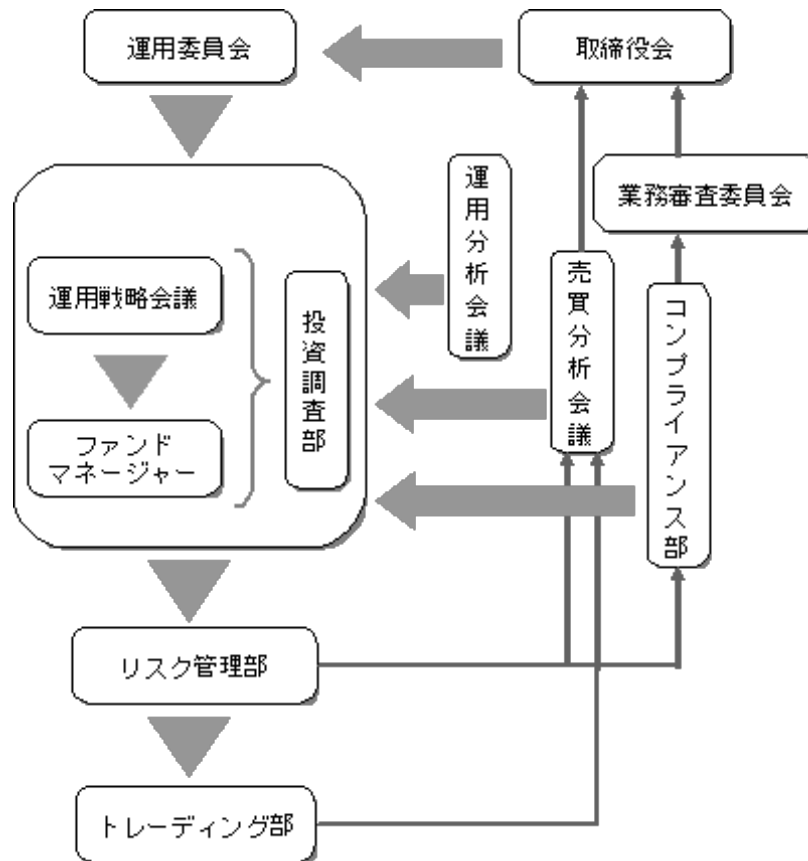 運用委員会
取締役会
運用分析会議
業務審査委員会
運用戦略会議
投資調査部
売買分析会議
コンプライアンス部
ファンド
マネージャー
リスク管理部
トレーディング部